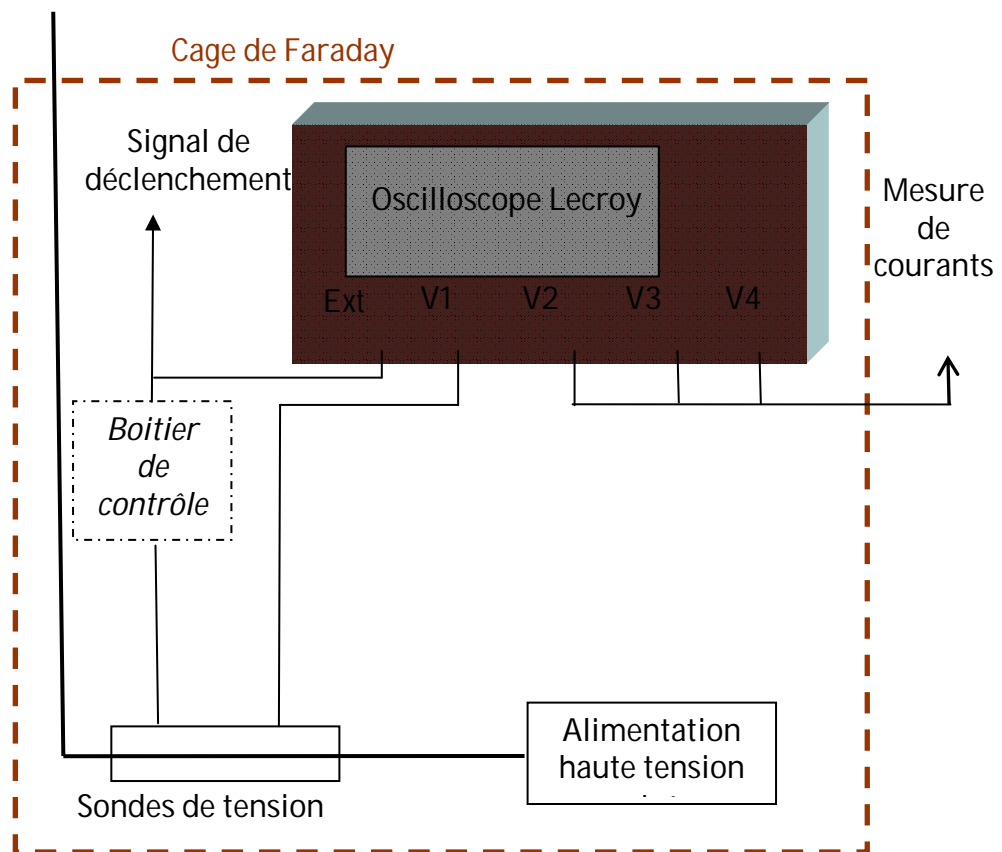 Cage de Faraday
Signal de
déclenchement
Oscilloscope Lecroy
Mesure
de
courants
Ext V1 V2 V3 V4
Boitier
de
contrôle
Alimentation
haute tension
Sondes de tension